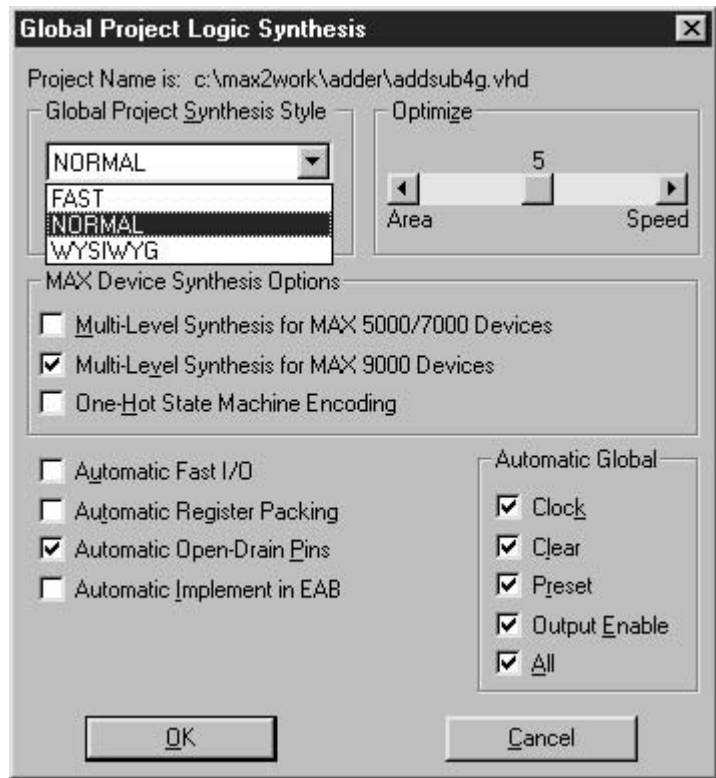 Global Project Logic Synthesis
Project Name is: c:\max2work\adder\addsub4g.vhd
Global Project Synthesis Style
NORMAL
FAST
NORMAL
WYSIWYG
Optimize
5
Area Speed
MAX Device Synthesis Options
Multi-Level Synthesis for MAX 5000/7000 Devices
Multi-Level Synthesis for MAX 9000 Devices
One-Hot State Machine Encoding
Automatic Fast I/O
Automatic Register Packing
Automatic Open-Drain Pins
Automatic Implement in EAB
Automatic Global
Clock
Clear
Preset
Output Enable
All
OK
Cancel